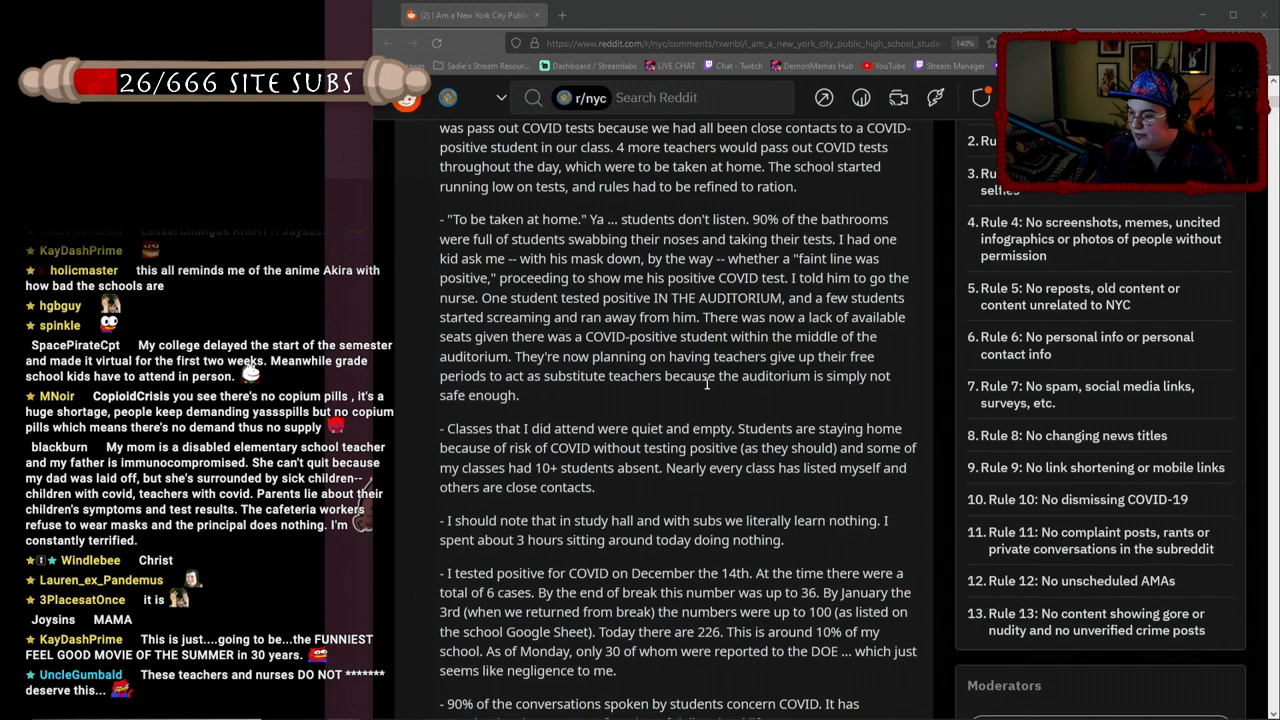 26/666 SITE SUBS
(2) I Am a New York City Public
https://www.reddit.com/r/nyc/comments/rxwnbl/i_am_a_new_york_city_public_high_school_stude
140%
Sadie's Stream Resour...
Dashboard / Streamlabs
LIVE CHAT
Chat - Twitch
DemonMamas Hub
YouTube
Stream Manager
r/nyc
Search Reddit
KayDashPrime
holicmaster this all reminds me of the anime Akira with
how bad the schools are
hgbguy
spinkle
SpacePirateCpt My college delayed the start of the semester
and made it virtual for the first two weeks. Meanwhile grade
school kids have to attend in person.
MNoir CopioidCrisis you see there's no copium pills , it's a
huge shortage, people keep demanding yassspills but no copium
pills which means there's no demand thus no supply
blackburn My mom is a disabled elementary school teacher
and my father is immunocompromised. She can't quit because
my dad was laid off, but she's surrounded by sick children--
children with covid, teachers with covid. Parents lie about their
children's symptoms and test results. The cafeteria workers
refuse to wear masks and the principal does nothing. I'm
constantly terrified.
Windlebee Christ
Lauren_ex_Pandemus
3PlacesatOnce it is
Joysins MAMA
KayDashPrime This is just....going to be...the FUNNIEST
FEEL GOOD MOVIE OF THE SUMMER in 30 years.
UncleGumbald These teachers and nurses DO NOT *******
deserve this...
was pass out COVID tests because we had all been close contacts to a COVID-
positive student in our class. 4 more teachers would pass out COVID tests
throughout the day, which were to be taken at home. The school started
running low on tests, and rules had to be refined to ration.
- "To be taken at home." Ya ... students don't listen. 90% of the bathrooms
were full of students swabbing their noses and taking their tests. I had one
kid ask me -- with his mask down, by the way -- whether a "faint line was
positive," proceeding to show me his positive COVID test. I told him to go the
nurse. One student tested positive IN THE AUDITORIUM, and a few students
started screaming and ran away from him. There was now a lack of available
seats given there was a COVID-positive student within the middle of the
auditorium. They're now planning on having teachers give up their free
periods to act as substitute teachers because the auditorium is simply not
safe enough.
- Classes that I did attend were quiet and empty. Students are staying home
because of risk of COVID without testing positive (as they should) and some of
my classes had 10+ students absent. Nearly every class has listed myself and
others are close contacts.
- I should note that in study hall and with subs we literally learn nothing. I
spent about 3 hours sitting around today doing nothing.
- I tested positive for COVID on December the 14th. At the time there were a
total of 6 cases. By the end of break this number was up to 36. By January the
3rd (when we returned from break) the numbers were up to 100 (as listed on
the school Google Sheet). Today there are 226. This is around 10% of my
school. As of Monday, only 30 of whom were reported to the DOE ... which just
seems like negligence to me.
- 90% of the conversations spoken by students concern COVID. It has
2. Ru
3. R
selfies
4. Rule 4: No screenshots, memes, uncited
infographics or photos of people without
permission
5. Rule 5: No reposts, old content or
content unrelated to NYC
6. Rule 6: No personal info or personal
contact info
7. Rule 7: No spam, social media links,
surveys, etc.
8. Rule 8: No changing news titles
9. Rule 9: No link shortening or mobile links
10. Rule 10: No dismissing COVID-19
11. Rule 11: No complaint posts, rants or
private conversations in the subreddit
12. Rule 12: No unscheduled AMAs
13. Rule 13: No content showing gore or
nudity and no unverified crime posts
Moderators